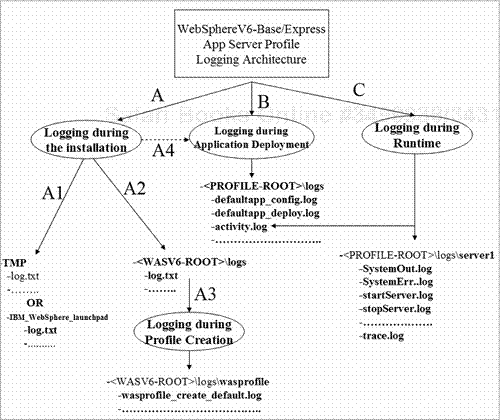 WebSphereV6-Base/Express
App Server Profile
Logging Architecture
A
B
C
Logging during
the installation
A4
Logging during
Application Deployment
Logging during
Runtime
A1
A2
-<PROFILE-ROOT>\logs
-defaultapp_config.log
-defaultapp_deploy.log
-activity.log
-TMP
-log.txt
-........
OR
-IBM_WebSphere_launchpad
-log.txt
-.........
-<WASV6-ROOT>\logs
-log.txt
-........
A3
Logging during
Profile Creation
-<WASV6-ROOT>\logs\wasprofile
-wasprofile_create_default.log
-<PROFILE-ROOT>\logs\server1
-SystemOut.log
-SystemErr..log
-startServer.log
-stopServer.log
-trace.log